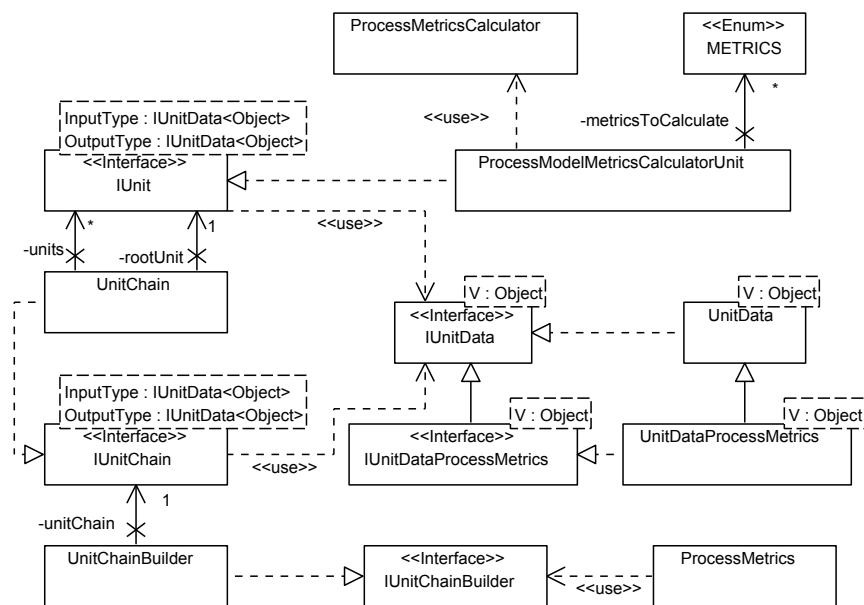 ProcessMetricsCalculator
<<Enum>>
METRICS
*
<<use>>
-metricsToCalculate
InputType : IUnitData<Object>
OutputType : IUnitData<Object>
<<Interface>>
IUnit
ProcessModelMetricsCalculatorUnit
*
1
<<use>>
-units
-rootUnit
UnitChain
V : Object
<<Interface>>
IUnitData
V : Object
UnitData
InputType : IUnitData<Object>
OutputType : IUnitData<Object>
<<Interface>>
IUnitChain
<<use>>
V : Object
<<Interface>>
IUnitDataProcessMetrics
V : Object
UnitDataProcessMetrics
1
-unitChain
UnitChainBuilder
<<Interface>>
IUnitChainBuilder
<<use>>
ProcessMetrics